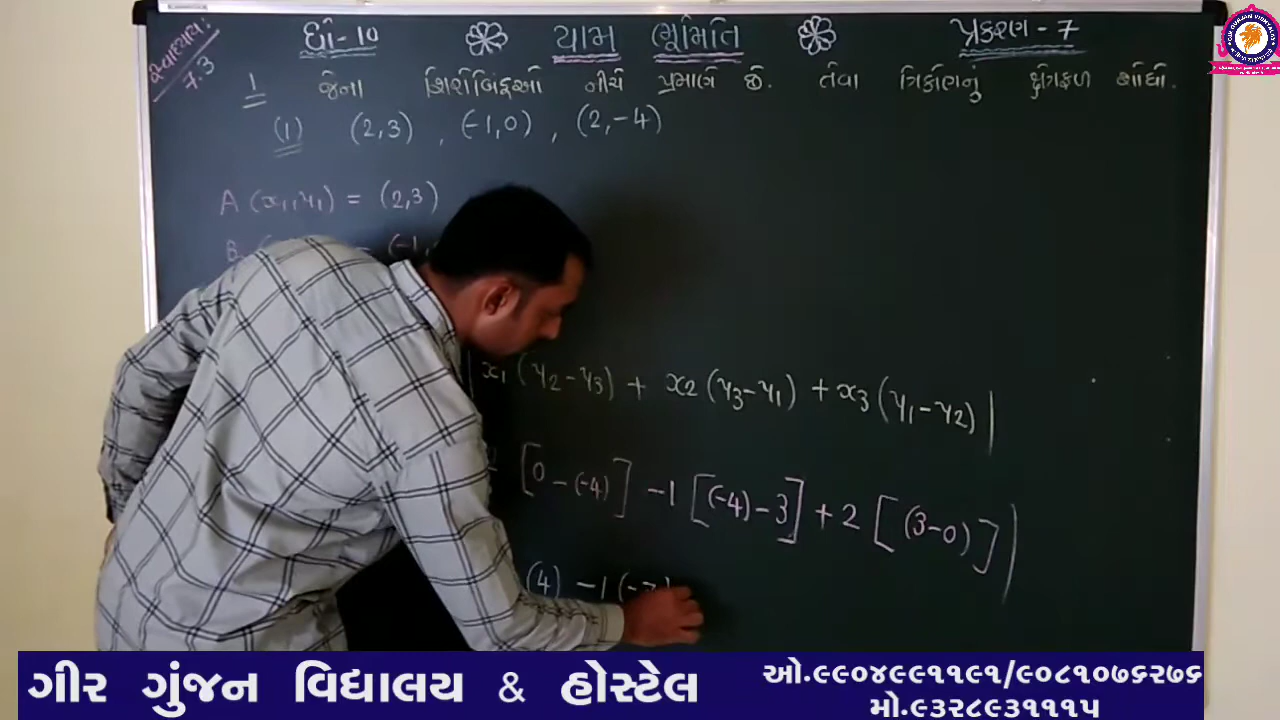 સ્વાધ્યાય: 7.3
ધો-10 યામ ભૂમિતિ પ્રકરણ - 7
1 જેના શિરોબિંદુઓ નીચે પ્રમાણે છે. તેવા ત્રિકોણનું ક્ષેત્રફળ શોધો.
(1) (2,3) , (-1,0) , (2,-4)
A (x₁,y₁) = (2,3)
B = (-1,
x₁ (y₂-y₃) + x₂ (y₃-y₁) + x₃ (y₁-y₂) |
[0-(-4)] -1 [(-4)-3] + 2 [(3-0)] |
(4) -1 (-7)
ગીર ગુંજન વિદ્યાલય & હોસ્ટેલ
ઓ.૯૯૦૪૯૯૧૧૯૧/૯૦૮૧૦૭૬૨૭૬
મો.૯૩૨૮૯૩૧૧૧૫